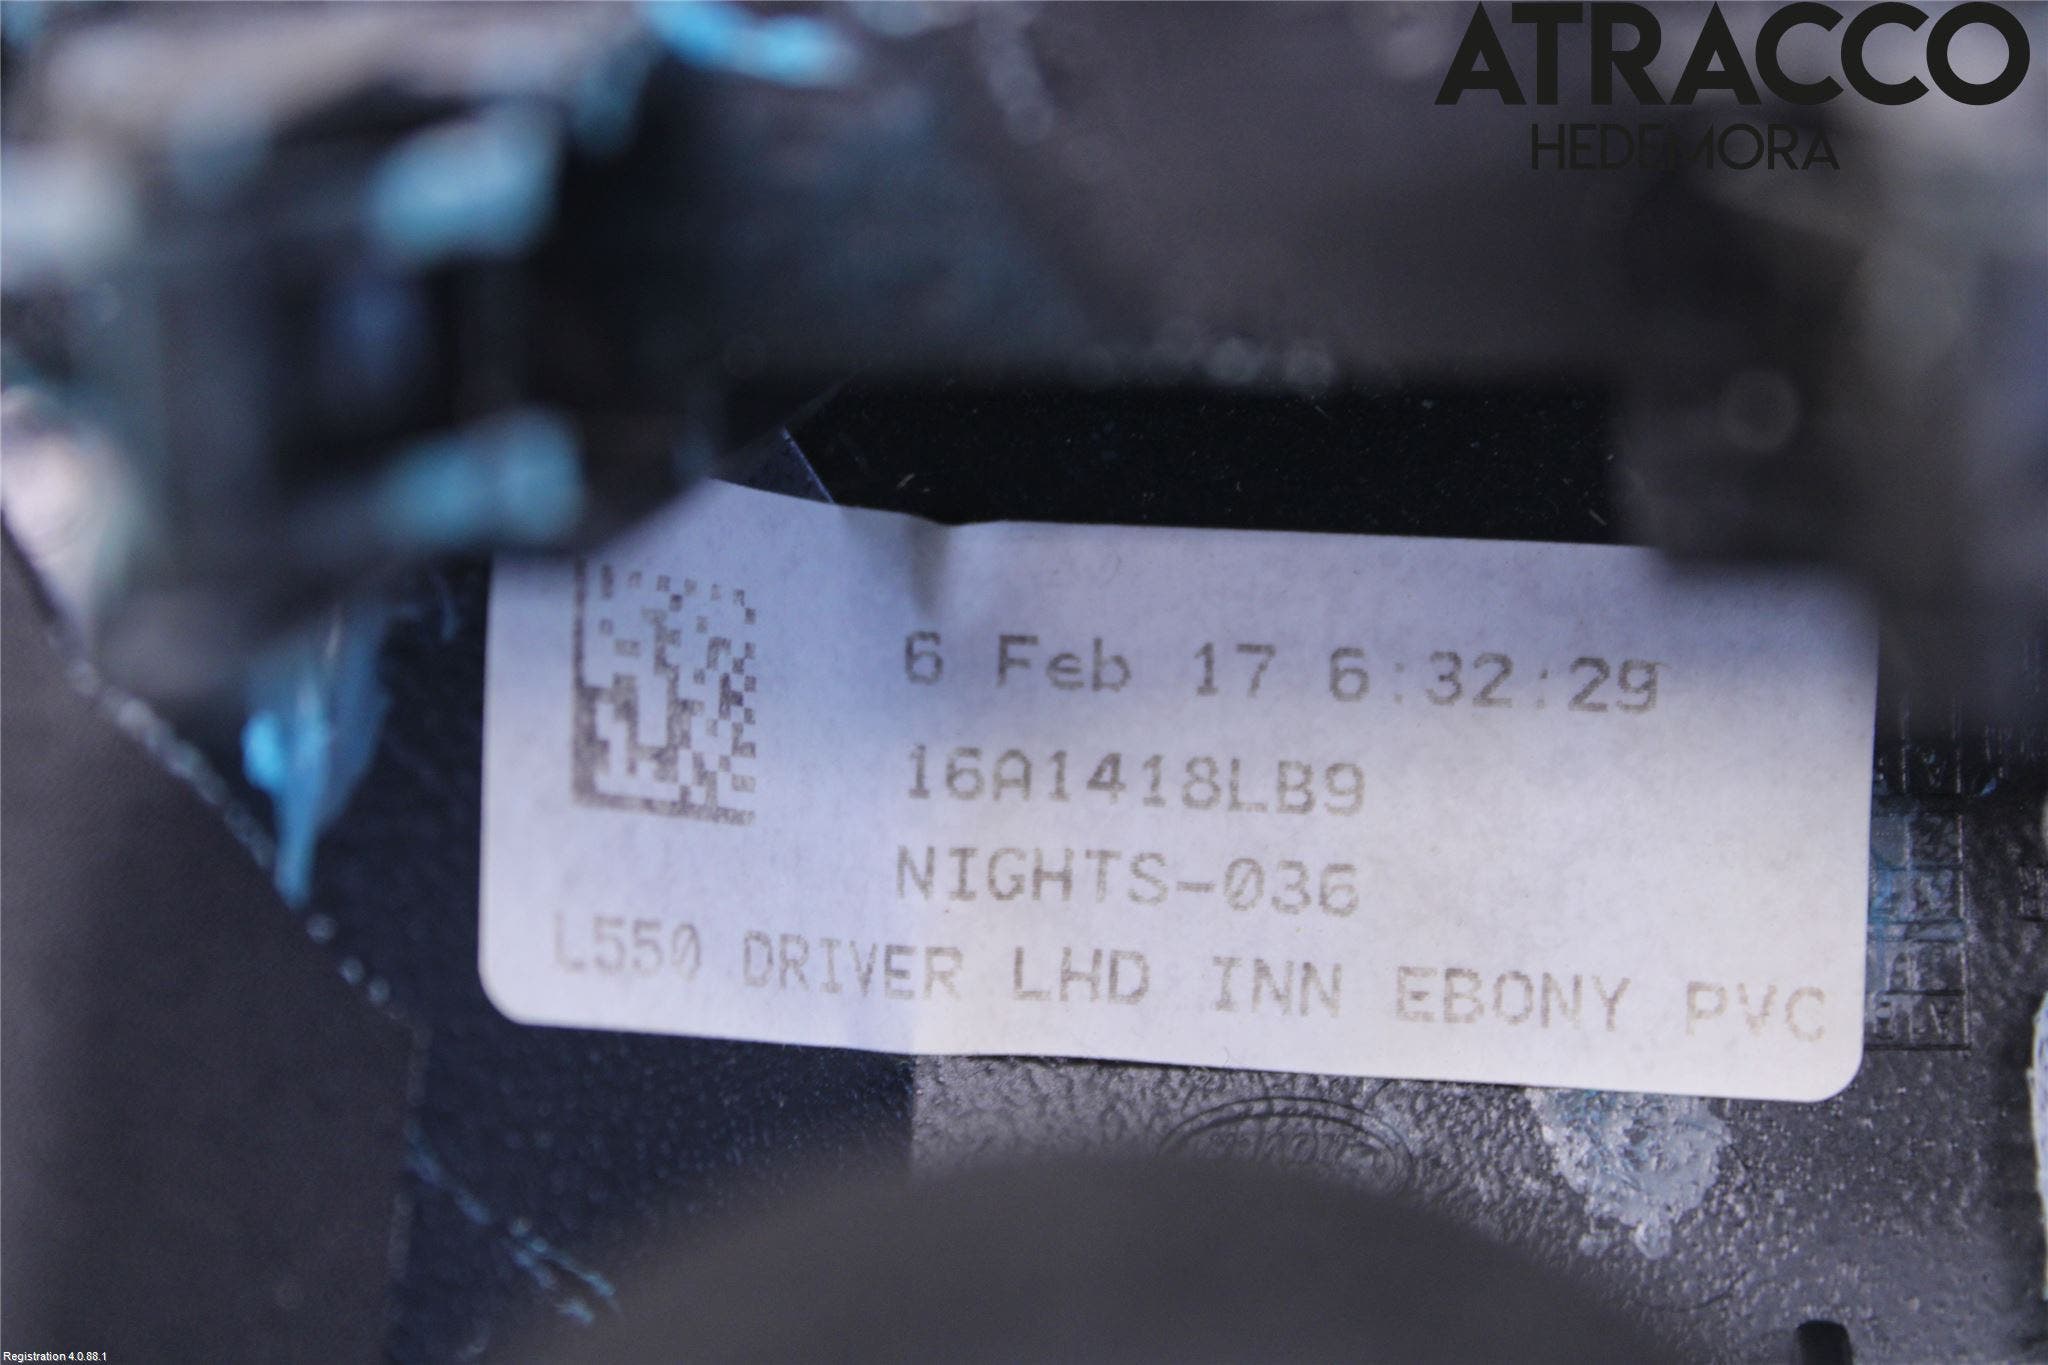 ATRACCO
HEDEMORA
6 Feb 17 6:32:29
16A1418LB9
NIGHTS-036
L550 DRIVER LHD INN EBONY PVC
Registration 4.0.88.1